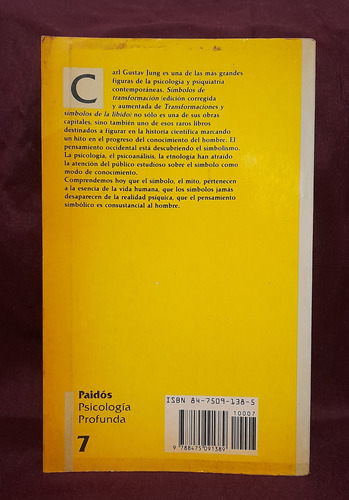 Carl Gustav Jung es una de las más grandes
figuras de la psicología y psiquiatría
contemporáneas. Símbolos de
transformación (edición corregida
y aumentada de Transformaciones y
símbolos de la libido) no sólo es una de sus obras
capitales, sino también uno de esos raros libros
destinados a figurar en la historia científica marcando
un hito en el progreso del conocimiento del hombre. El
pensamiento occidental está descubriendo el simbolismo.
La psicología, el psicoanálisis, la etnología han atraído
la atención del público estudioso sobre el símbolo como
modo de conocimiento.
Comprendemos hoy que el símbolo, el mito, pertenecen
a la esencia de la vida humana, que los símbolos jamás
desaparecen de la realidad psíquica, que el pensamiento
simbólico es consustancial al hombre.
ISBN 84-7509-138-5
10007
9 788475 091389
Paidós
Psicología
Profunda
7